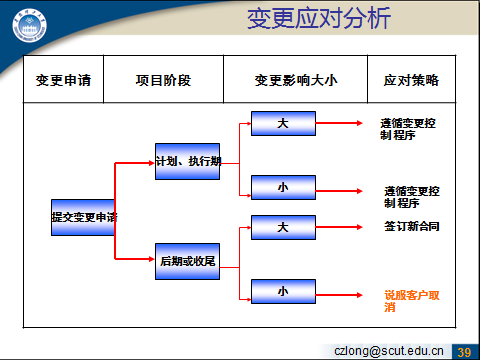 变更应对分析
变更申请 项目阶段 变更影响大小 应对策略
大
遵循变更控
制程序
计划、执行期
小
遵循变更控
制程序
提交变更申请
大
签订新合同
后期或收尾
小
说服客户取
消
czlong@scut.edu.cn 39